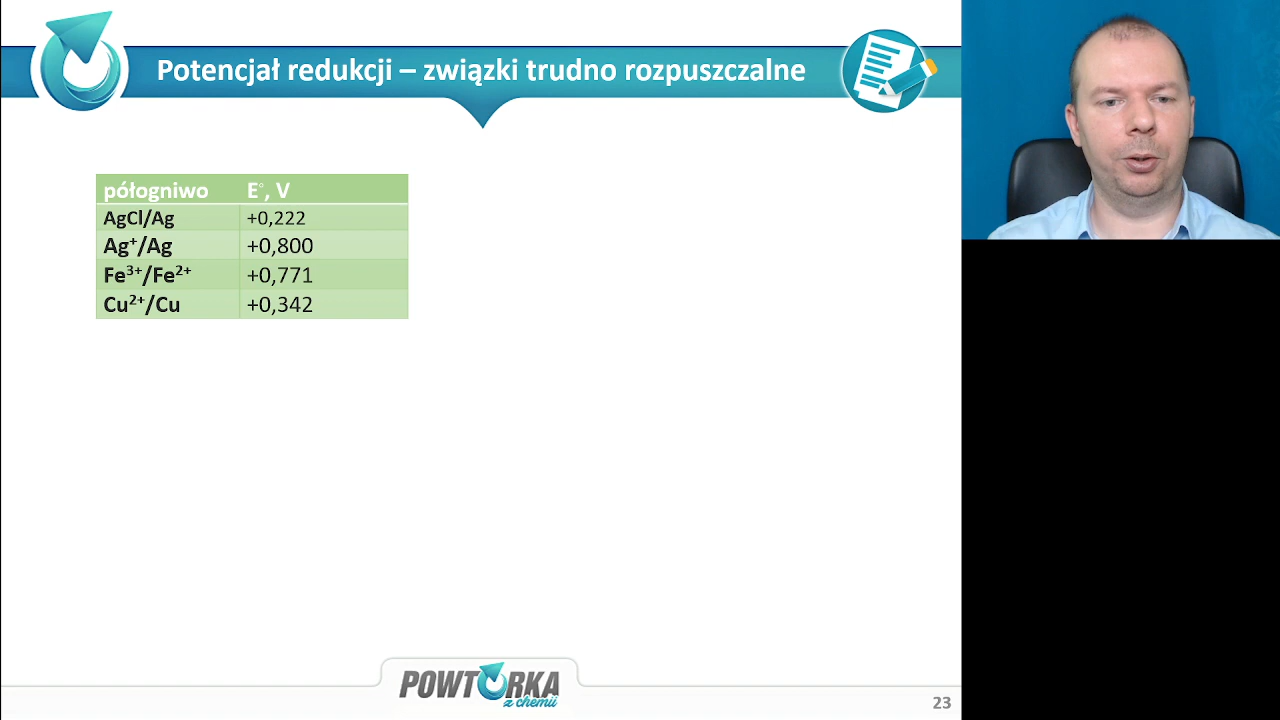 Potencjał redukcji – związki trudno rozpuszczalne
półogniwo E°, V
AgCl/Ag +0,222
Ag⁺/Ag +0,800
Fe³⁺/Fe²⁺ +0,771
Cu²⁺/Cu +0,342
POWTÓRKA
z chemii
23